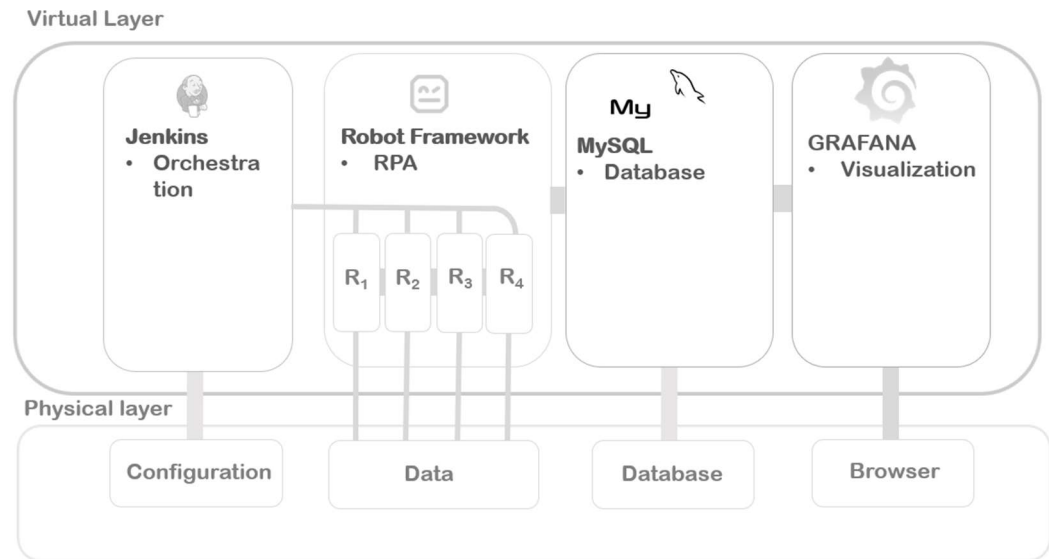 Virtual Layer
Jenkins
• Orchestra
tion
Robot Framework
• RPA
My
MySQL
• Database
GRAFANA
• Visualization
R₁ R₂ R₃ R₄
Physical layer
Configuration
Data
Database
Browser